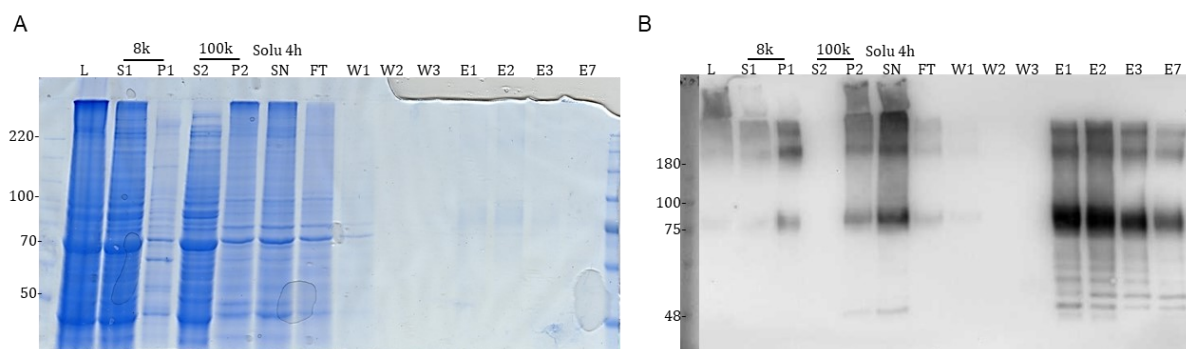 A
8k
100k
Solu 4h
L S1 P1 S2 P2 SN FT W1 W2 W3 E1 E2 E3 E7
220-
100-
70-
50-
B
8k
100k
Solu 4h
L S1 P1 S2 P2 SN FT W1 W2 W3 E1 E2 E3 E7
180-
100-
75-
48-